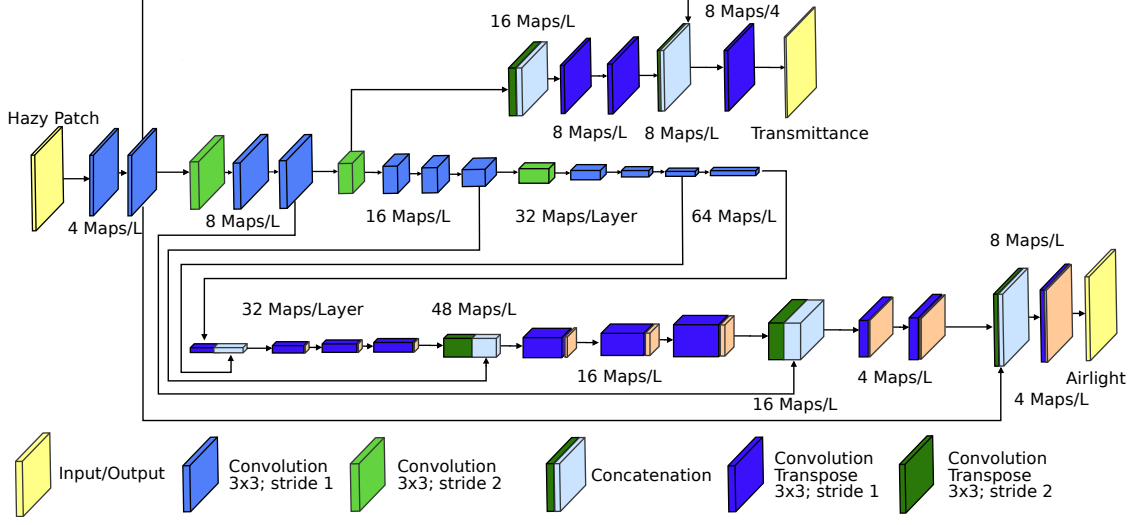 16 Maps/L
8 Maps/4
Hazy Patch
8 Maps/L
8 Maps/L
Transmittance
4 Maps/L
8 Maps/L
16 Maps/L
32 Maps/Layer
64 Maps/L
8 Maps/L
32 Maps/Layer
48 Maps/L
16 Maps/L
4 Maps/L
Airlight
16 Maps/L
4 Maps/L
Input/Output
Convolution
3x3; stride 1
Convolution
3x3; stride 2
Concatenation
Convolution
Transpose
3x3; stride 1
Convolution
Transpose
3x3; stride 2